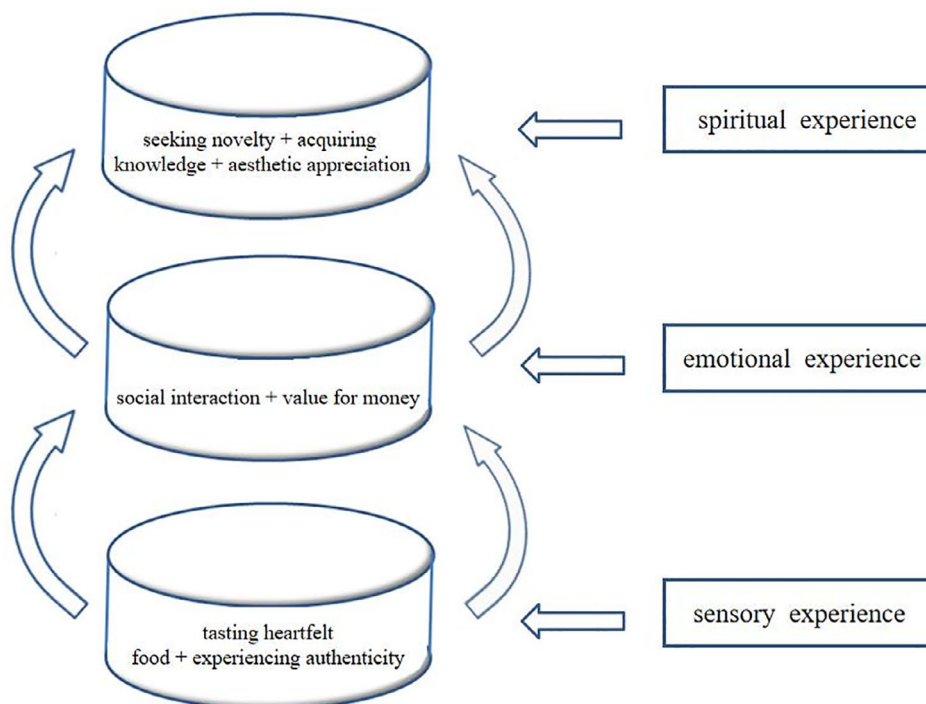 seeking novelty + acquiring
knowledge + aesthetic appreciation
spiritual experience
social interaction + value for money
emotional experience
tasting heartfelt
food + experiencing authenticity
sensory experience